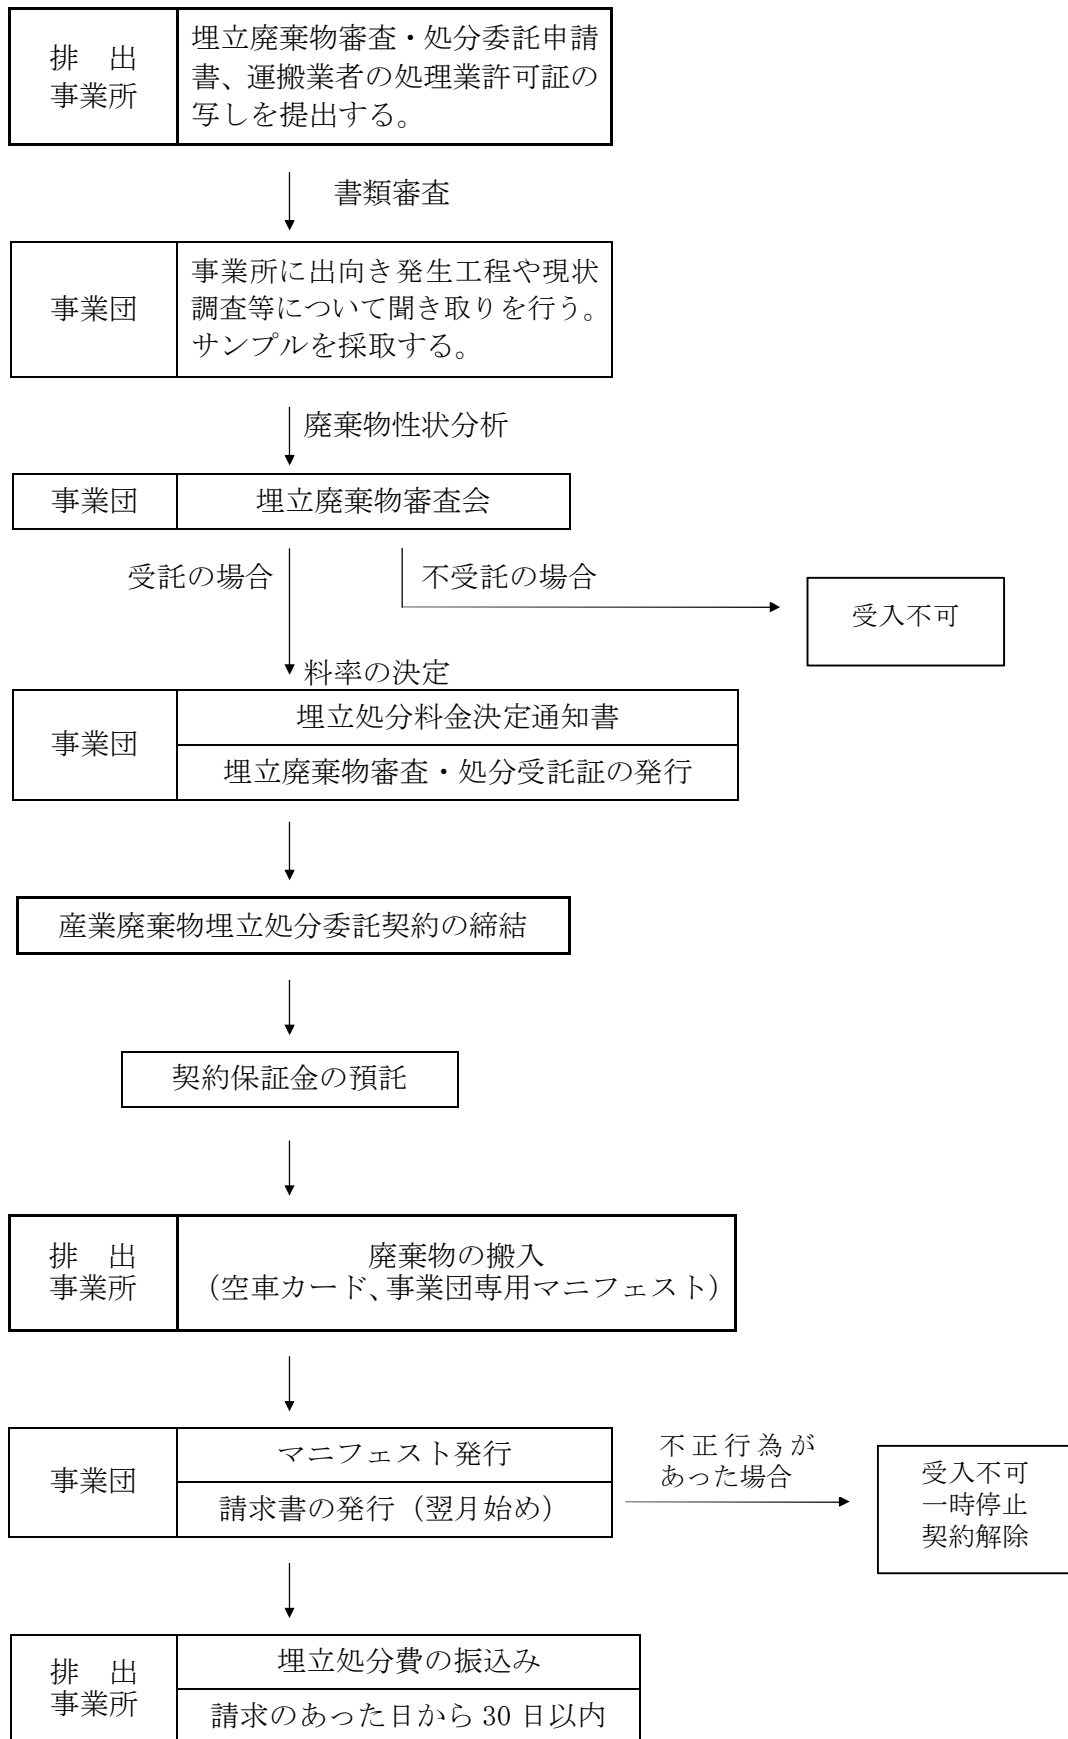 排　出
事業所
埋立廃棄物審査・処分委託申請
書、運搬業者の処理業許可証の
写しを提出する。
書類審査
事業団
事業所に出向き発生工程や現状
調査等について聞き取りを行う。
サンプルを採取する。
廃棄物性状分析
事業団
埋立廃棄物審査会
受託の場合
不受託の場合
受入不可
料率の決定
事業団
埋立処分料金決定通知書
埋立廃棄物審査・処分受託証の発行
産業廃棄物埋立処分委託契約の締結
契約保証金の預託
排　出
事業所
廃棄物の搬入
（空車カード、事業団専用マニフェスト）
事業団
マニフェスト発行
請求書の発行（翌月始め）
不正行為が
あった場合
受入不可
一時停止
契約解除
排　出
事業所
埋立処分費の振込み
請求のあった日から 30 日以内